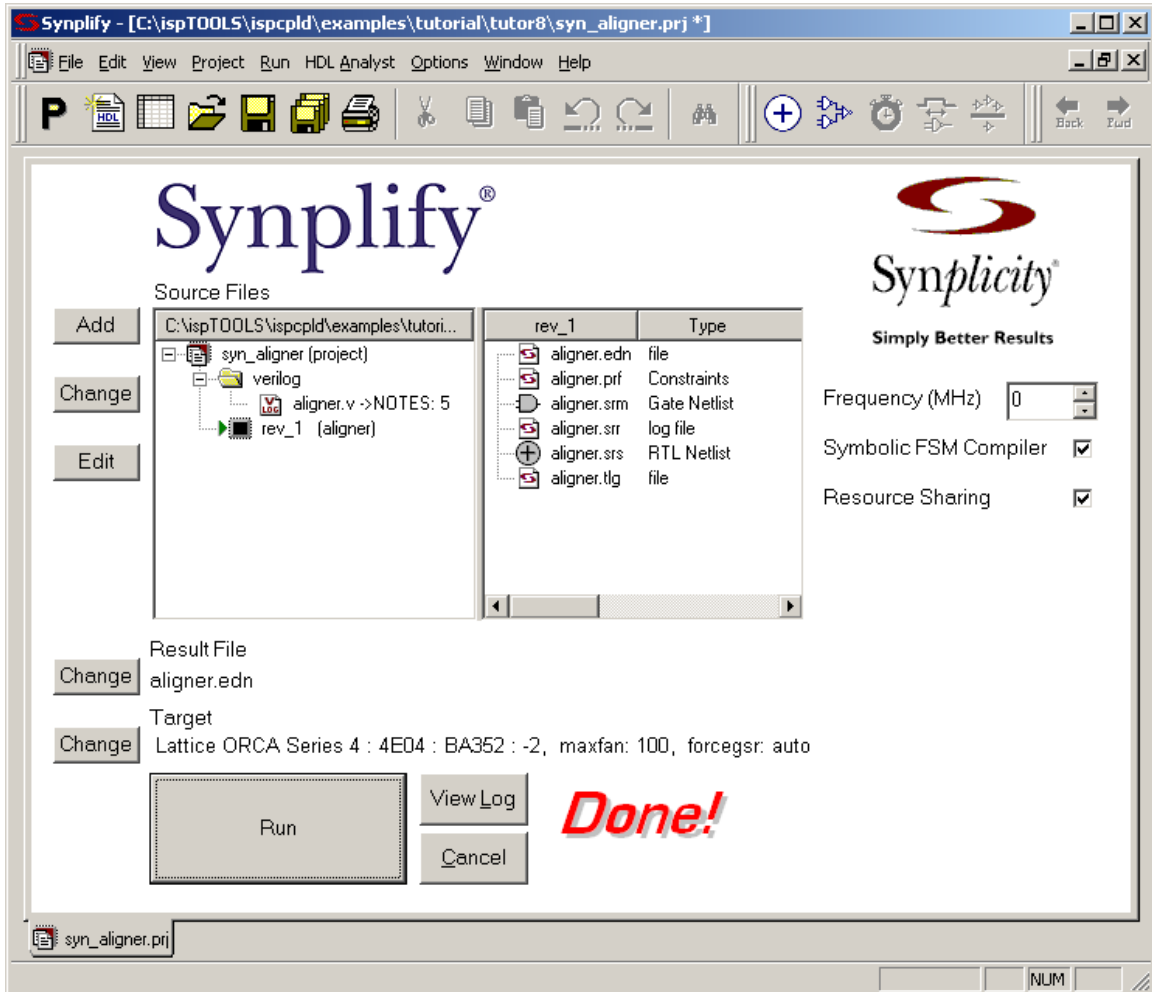 Synplify - [C:\ispTOOLS\ispcpld\examples\tutorial\tutor8\syn_aligner.prj *]
File Edit View Project Run HDL Analyst Options Window Help
P HDL Back Fwd
Synplify®
Synplicity®
Simply Better Results
Source Files
Add
Change
Edit
C:\ispTOOLS\ispcpld\examples\tutori...
syn_aligner (project)
verilog
aligner.v ->NOTES: 5
rev_1 (aligner)
rev_1 Type
aligner.edn file
aligner.prf Constraints
aligner.srm Gate Netlist
aligner.srr log file
aligner.srs RTL Netlist
aligner.tlg file
Frequency (MHz) 0
Symbolic FSM Compiler
Resource Sharing
Result File
Change aligner.edn
Target
Change Lattice ORCA Series 4 : 4E04 : BA352 : -2, maxfan: 100, forcegsr: auto
Run
View Log
Cancel
Done!
syn_aligner.prj
NUM